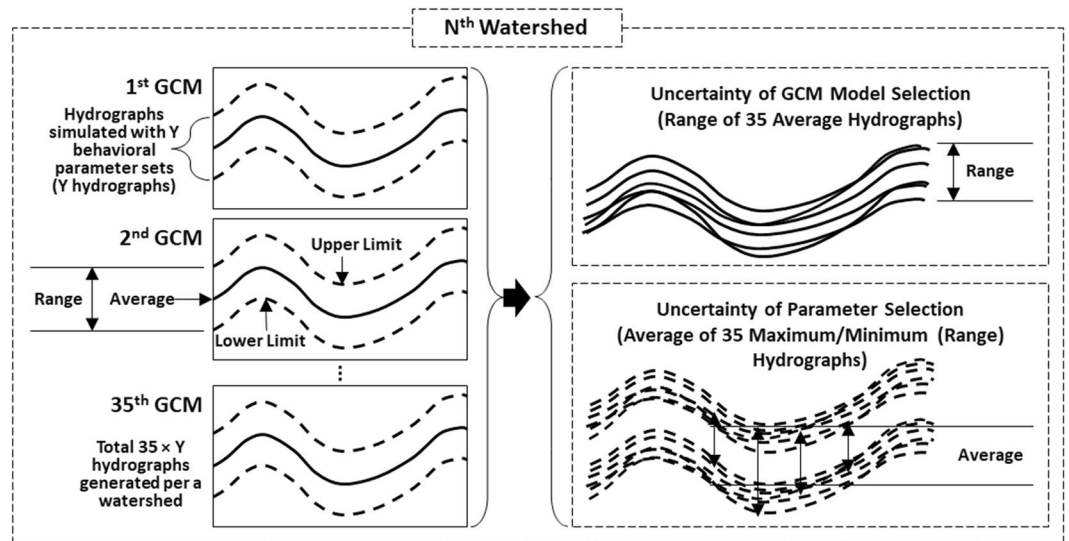 Nth Watershed
1st GCM
Hydrographs
simulated with Y
behavioral
parameter sets
(Y hydrographs)
2nd GCM
Upper Limit
Range
Average
Lower Limit
⋮
35th GCM
Total 35 × Y
hydrographs
generated per a
watershed
Uncertainty of GCM Model Selection
(Range of 35 Average Hydrographs)
Range
Uncertainty of Parameter Selection
(Average of 35 Maximum/Minimum (Range)
Hydrographs)
Average